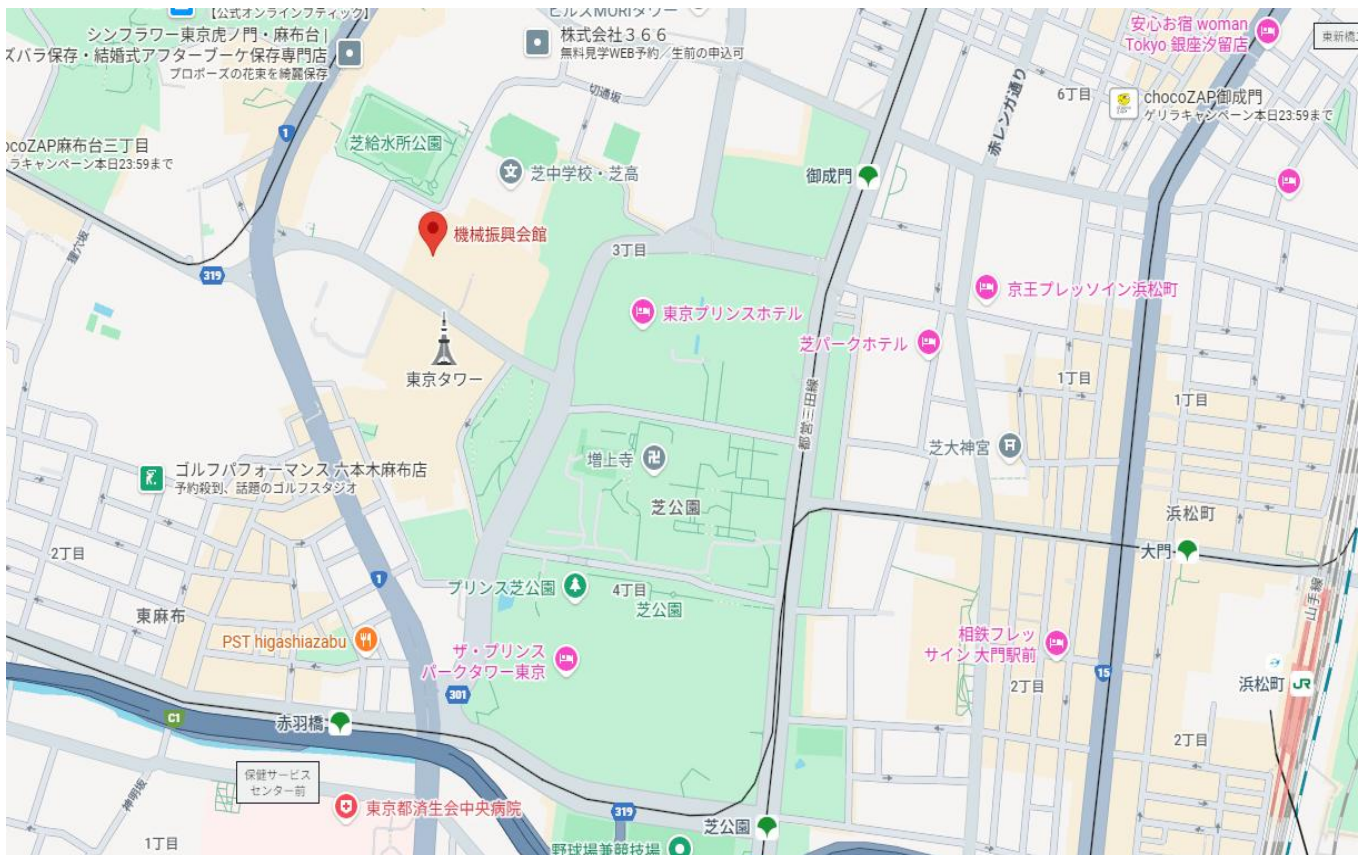 【公式オンラインブティック】
シンフラワー東京虎ノ門・麻布台|
ズバラ保存・結婚式アフターブーケ保存専門店
プロポーズの花束を綺麗保存
ヒルズMORIタワー
株式会社366
無料見学WEB予約／生前の申込可
安心お宿 woman
Tokyo 銀座汐留店
東新橋
切通坂
赤レンガ通り
6丁目
chocoZAP御成門
ゲリラキャンペーン本日23:59まで
1
芝給水所公園
ocoZAP麻布台三丁目
ラキャンペーン本日23:59まで
芝中学校・芝高
御成門
狸穴坂
機械振興会館
3丁目
319
東京プリンスホテル
京王プレッソイン浜松町
芝パークホテル
東京タワー
1丁目
1丁目
都営三田線
芝大神宮
増上寺
ゴルフパフォーマンス 六本木麻布店
予約殺到、話題のゴルフスタジオ
芝公園
浜松町
2丁目
大門
1
プリンス芝公園
4丁目
芝公園
山手線
東麻布
PST higashiazabu
ザ・プリンス
パークタワー東京
相鉄フレッ
サイン 大門駅前
15
2丁目
浜松町
JR
301
C1
赤羽橋
2丁目
保健サービス
センター前
神明坂
東京都済生会中央病院
319
芝公園
1丁目
野球場兼競技場